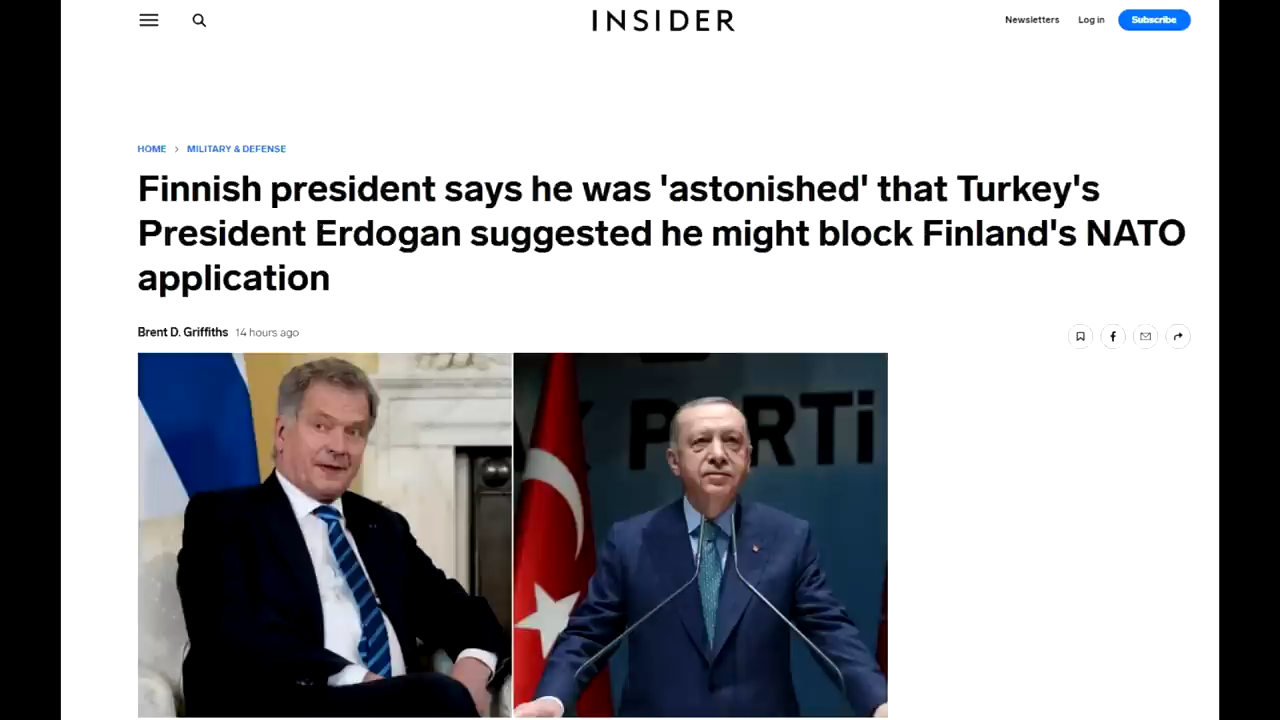 INSIDER
Newsletters
Log in
Subscribe
HOME > MILITARY & DEFENSE
Finnish president says he was 'astonished' that Turkey's
President Erdogan suggested he might block Finland's NATO
application
Brent D. Griffiths 14 hours ago
PARTi